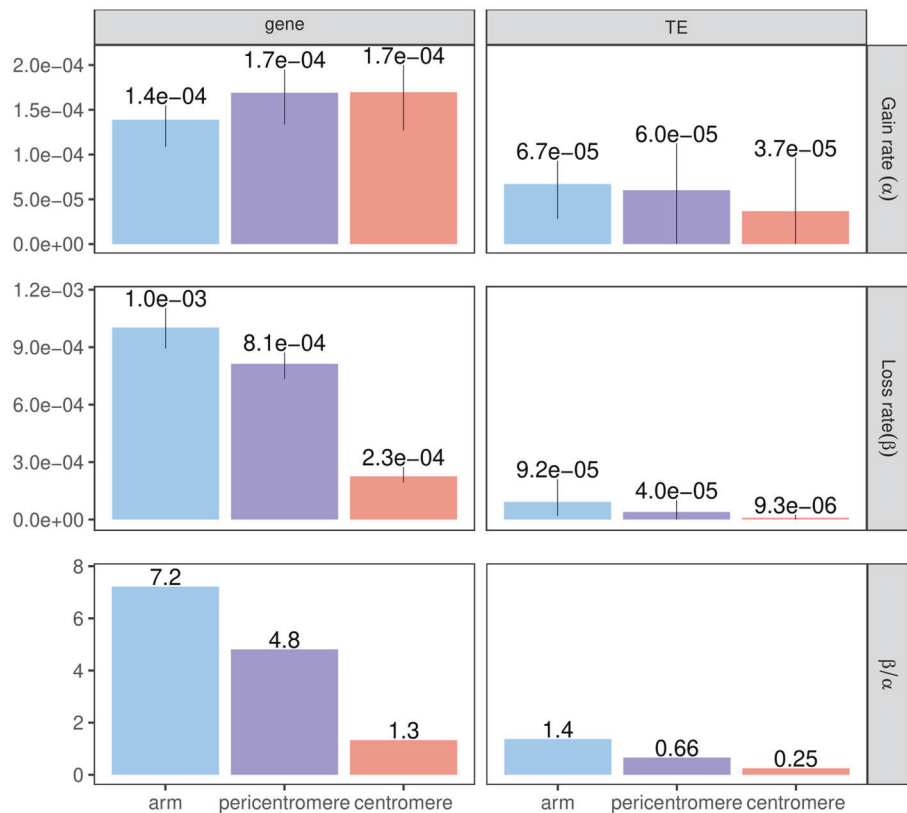 gene
TE
2.0e−04
1.5e−04
1.0e−04
5.0e−05
0.0e+00
1.4e−04
1.7e−04
1.7e−04
6.7e−05
6.0e−05
3.7e−05
Gain rate (α)
1.2e−03
9.0e−04
6.0e−04
3.0e−04
0.0e+00
1.0e−03
8.1e−04
2.3e−04
9.2e−05
4.0e−05
9.3e−06
Loss rate(β)
8
6
4
2
0
7.2
4.8
1.3
1.4
0.66
0.25
β/α
arm pericentromere centromere
arm pericentromere centromere